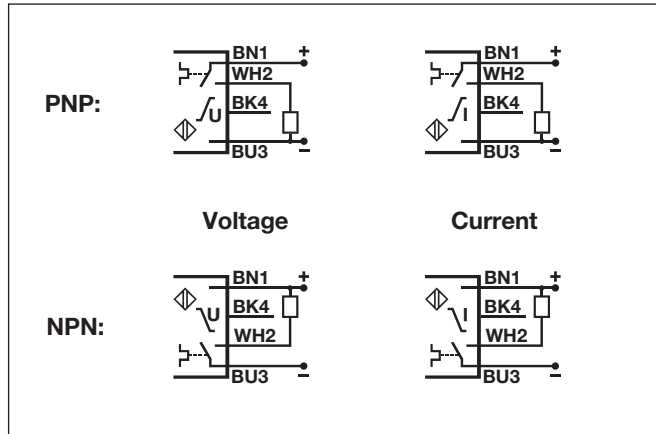 PNP:
BN1 +
WH2
U BK4
BU3 −
BN1 +
WH2
I BK4
BU3 −
Voltage
Current
NPN:
BN1 +
U BK4
WH2
BU3 −
BN1 +
I BK4
WH2
BU3 −